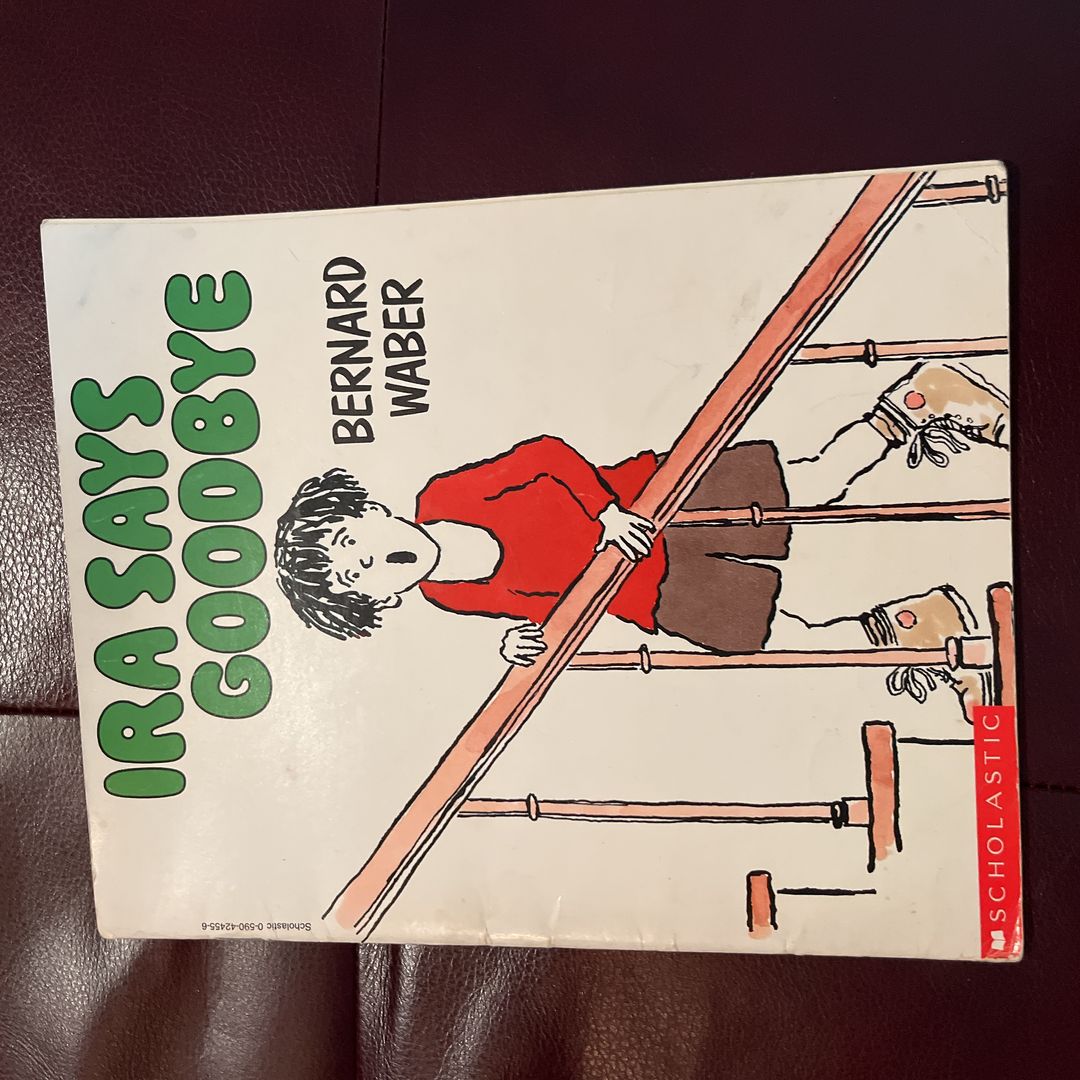 IRA SAYS
GOODBYE
BERNARD
WABER
Scholastic 0-590-42455-6
SCHOLASTIC